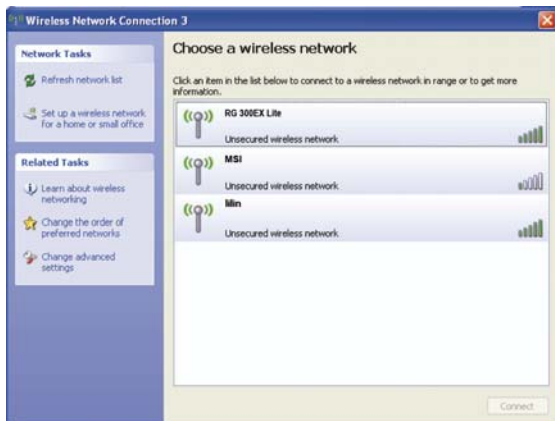 Wireless Network Connection 3
Network Tasks
Refresh network list
Set up a wireless network
for a home or small office
Related Tasks
Learn about wireless
networking
Change the order of
preferred networks
Change advanced
settings
Choose a wireless network
Click an item in the list below to connect to a wireless network in range or to get more
information.
RG 300EX Lite
Unsecured wireless network
MSI
Unsecured wireless network
Unsecured wireless network
Connect